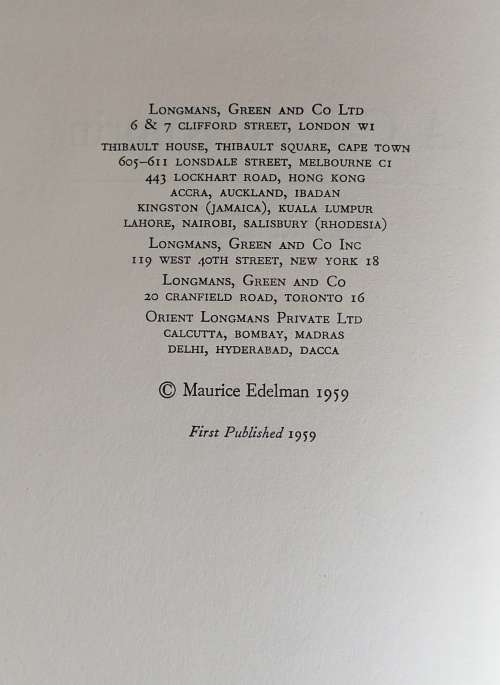 Longmans, Green and Co Ltd
6 & 7 clifford street, london w1
thibault house, thibault square, cape town
605–611 lonsdale street, melbourne c1
443 lockhart road, hong kong
accra, auckland, ibadan
kingston (jamaica), kuala lumpur
lahore, nairobi, salisbury (rhodesia)
Longmans, Green and Co Inc
119 west 40th street, new york 18
Longmans, Green and Co
20 cranfield road, toronto 16
Orient Longmans Private Ltd
calcutta, bombay, madras
delhi, hyderabad, dacca
© Maurice Edelman 1959
First Published 1959